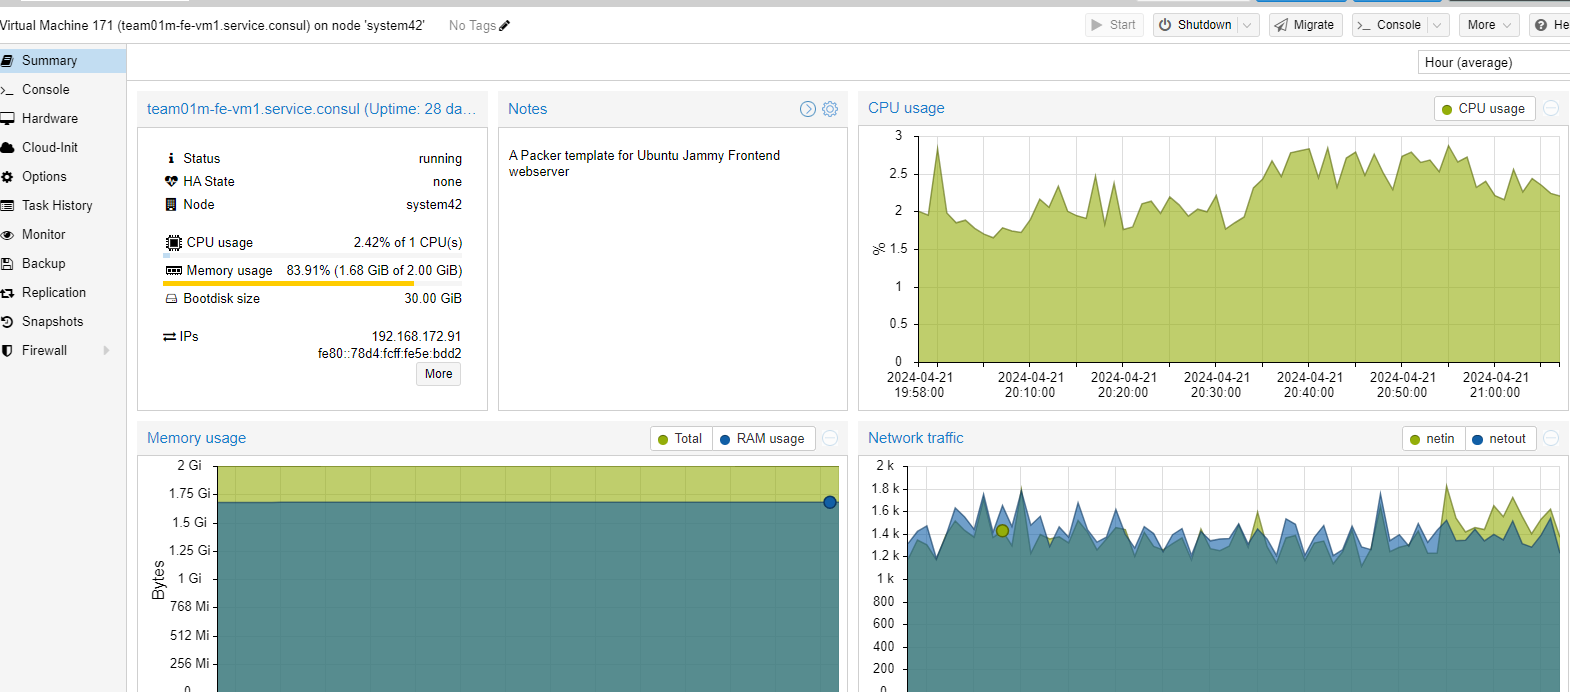 Virtual Machine 171 (team01m-fe-vm1.service.consul) on node 'system42' No Tags
Start Shutdown Migrate Console More He
Summary
Console
Hardware
Cloud-Init
Options
Task History
Monitor
Backup
Replication
Snapshots
Firewall
Hour (average)
team01m-fe-vm1.service.consul (Uptime: 28 da…
Status running
HA State none
Node system42
CPU usage 2.42% of 1 CPU(s)
Memory usage 83.91% (1.68 GiB of 2.00 GiB)
Bootdisk size 30.00 GiB
IPs 192.168.172.91
fe80::78d4:fcff:fe5e:bdd2
More
Notes
A Packer template for Ubuntu Jammy Frontend
webserver
CPU usage
CPU usage
3
2.5
2
%
1.5
1
0.5
0
2024-04-21 2024-04-21 2024-04-21 2024-04-21 2024-04-21 2024-04-21 2024-04-21
19:58:00 20:10:00 20:20:00 20:30:00 20:40:00 20:50:00 21:00:00
Memory usage
Total RAM usage
2 Gi
1.75 Gi
1.5 Gi
1.25 Gi
Bytes
1 Gi
768 Mi
512 Mi
256 Mi
0
Network traffic
netin netout
2 k
1.8 k
1.6 k
1.4 k
1.2 k
1 k
800
600
400
200
0